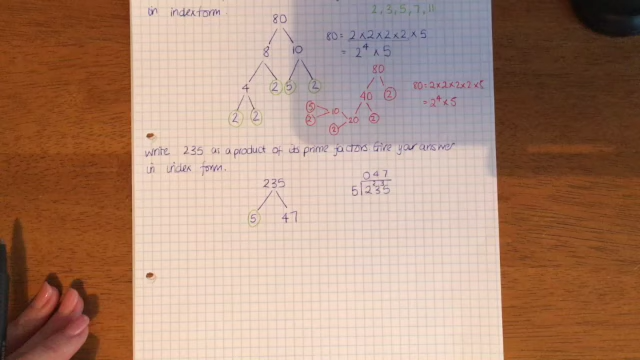 in index form.
2, 3, 5, 7, 11
80
8 10
4 2 5 2
2 2
80 = 2 × 2 × 2 × 2 × 5
= 2⁴ × 5
80
40 2
5 10 20 2
2 2
80 = 2×2×2×2×5
= 2⁴ × 5
Write 235 as a product of its prime factors Give your answer
in index form.
235
5 47
047
5 2²3³5